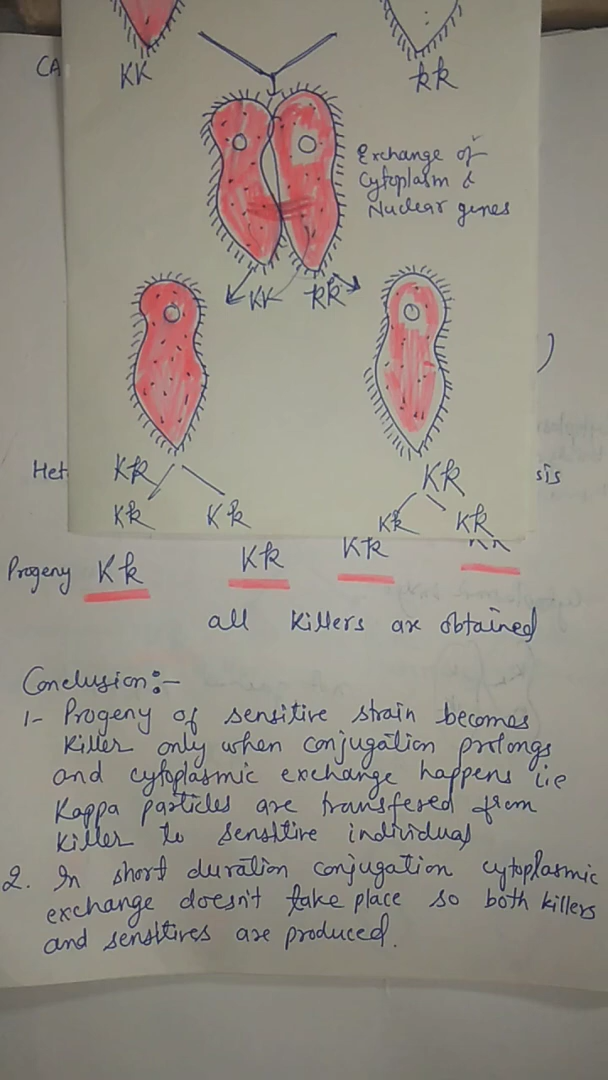 CA
KK
kk
Exchange of
Cytoplasm &
Nuclear genes
KK kk
Kk
Kk
Het
sis
Kk Kk Kk Kk
Progeny Kk Kk Kk
all killers are obtained
Conclusion:-
1- Progeny of sensitive strain becomes
killer only when conjugation prolongs
and cytoplasmic exchange happens i.e
Kappa particles are transfered from
killer to sensitive individual
2. In short duration conjugation cytoplasmic
exchange doesn't take place so both killers
and sensitives are produced.